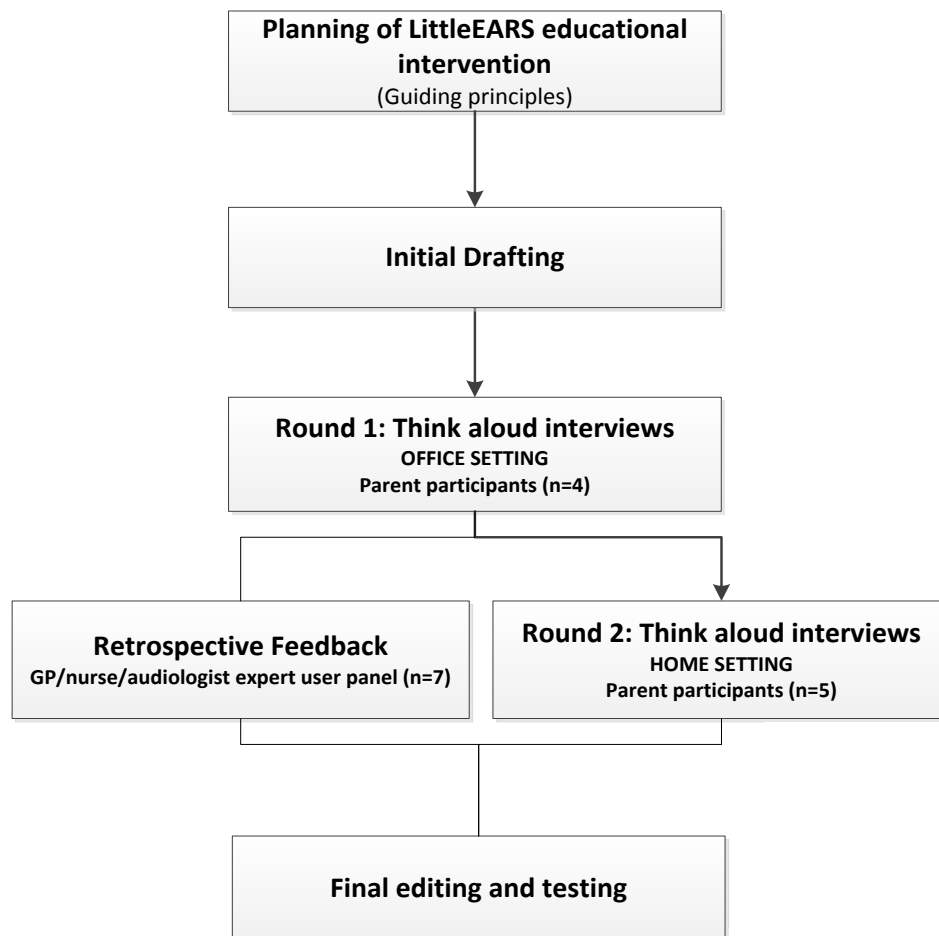 Planning of LittleEARS educational
intervention
(Guiding principles)
Initial Drafting
Round 1: Think aloud interviews
OFFICE SETTING
Parent participants (n=4)
Retrospective Feedback
GP/nurse/audiologist expert user panel (n=7)
Round 2: Think aloud interviews
HOME SETTING
Parent participants (n=5)
Final editing and testing